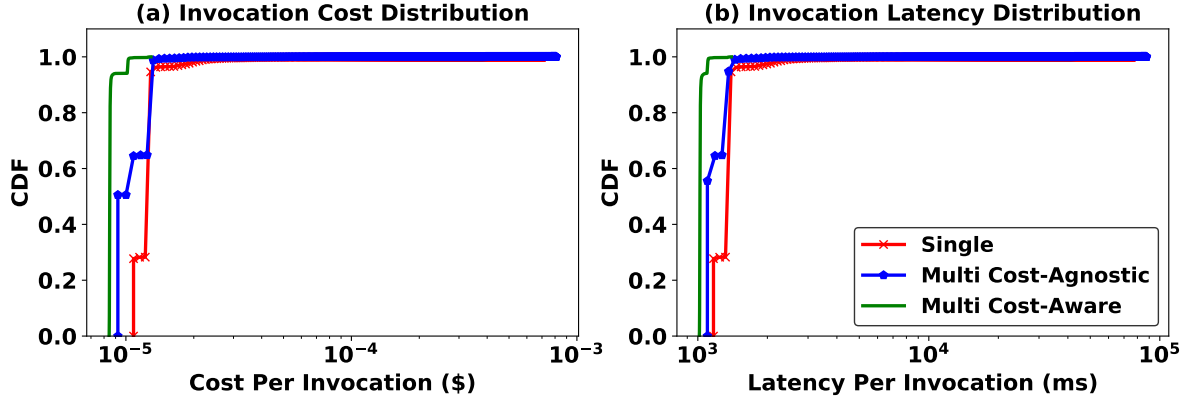 (a) Invocation Cost Distribution
1.0
0.8
0.6
0.4
0.2
0.0
CDF
10⁻⁵
10⁻⁴
10⁻³
Cost Per Invocation ($)
(b) Invocation Latency Distribution
1.0
0.8
0.6
0.4
0.2
0.0
CDF
Single
Multi Cost-Agnostic
Multi Cost-Aware
10³
10⁴
10⁵
Latency Per Invocation (ms)